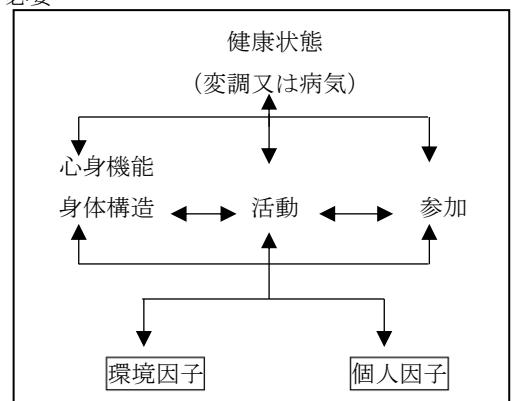 健康状態
（変調又は病気）
心身機能
身体構造 活動 参加
環境因子 個人因子